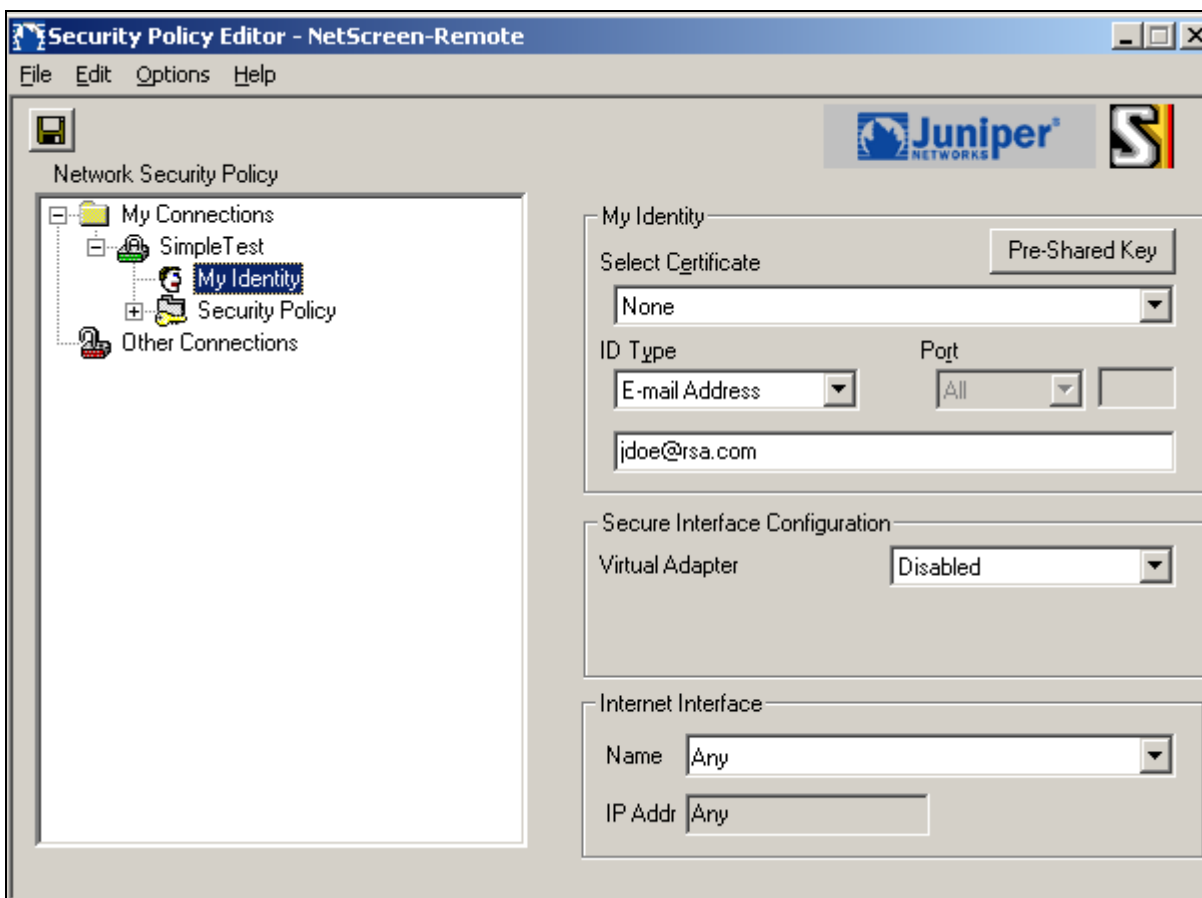 Security Policy Editor - NetScreen-Remote
File Edit Options Help
Juniper
NETWORKS
S
Network Security Policy
My Connections
SimpleTest
My Identity
Security Policy
Other Connections
My Identity
Select Certificate
Pre-Shared Key
None
ID Type Port
E-mail Address All
jdoe@rsa.com
Secure Interface Configuration
Virtual Adapter Disabled
Internet Interface
Name Any
IP Addr Any